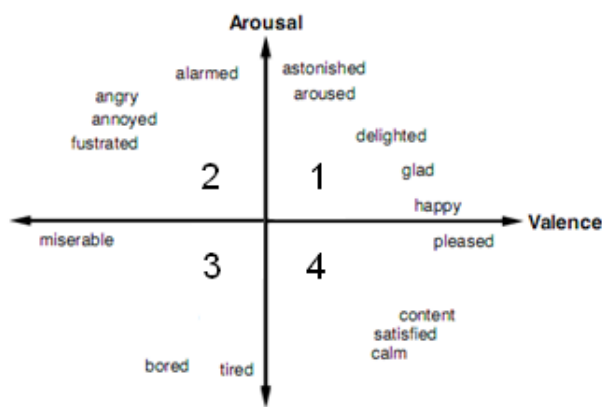 Arousal
alarmed
astonished
aroused
angry
annoyed
fustrated
delighted
glad
2
1
happy
Valence
miserable
pleased
3
4
content
satisfied
calm
bored
tired